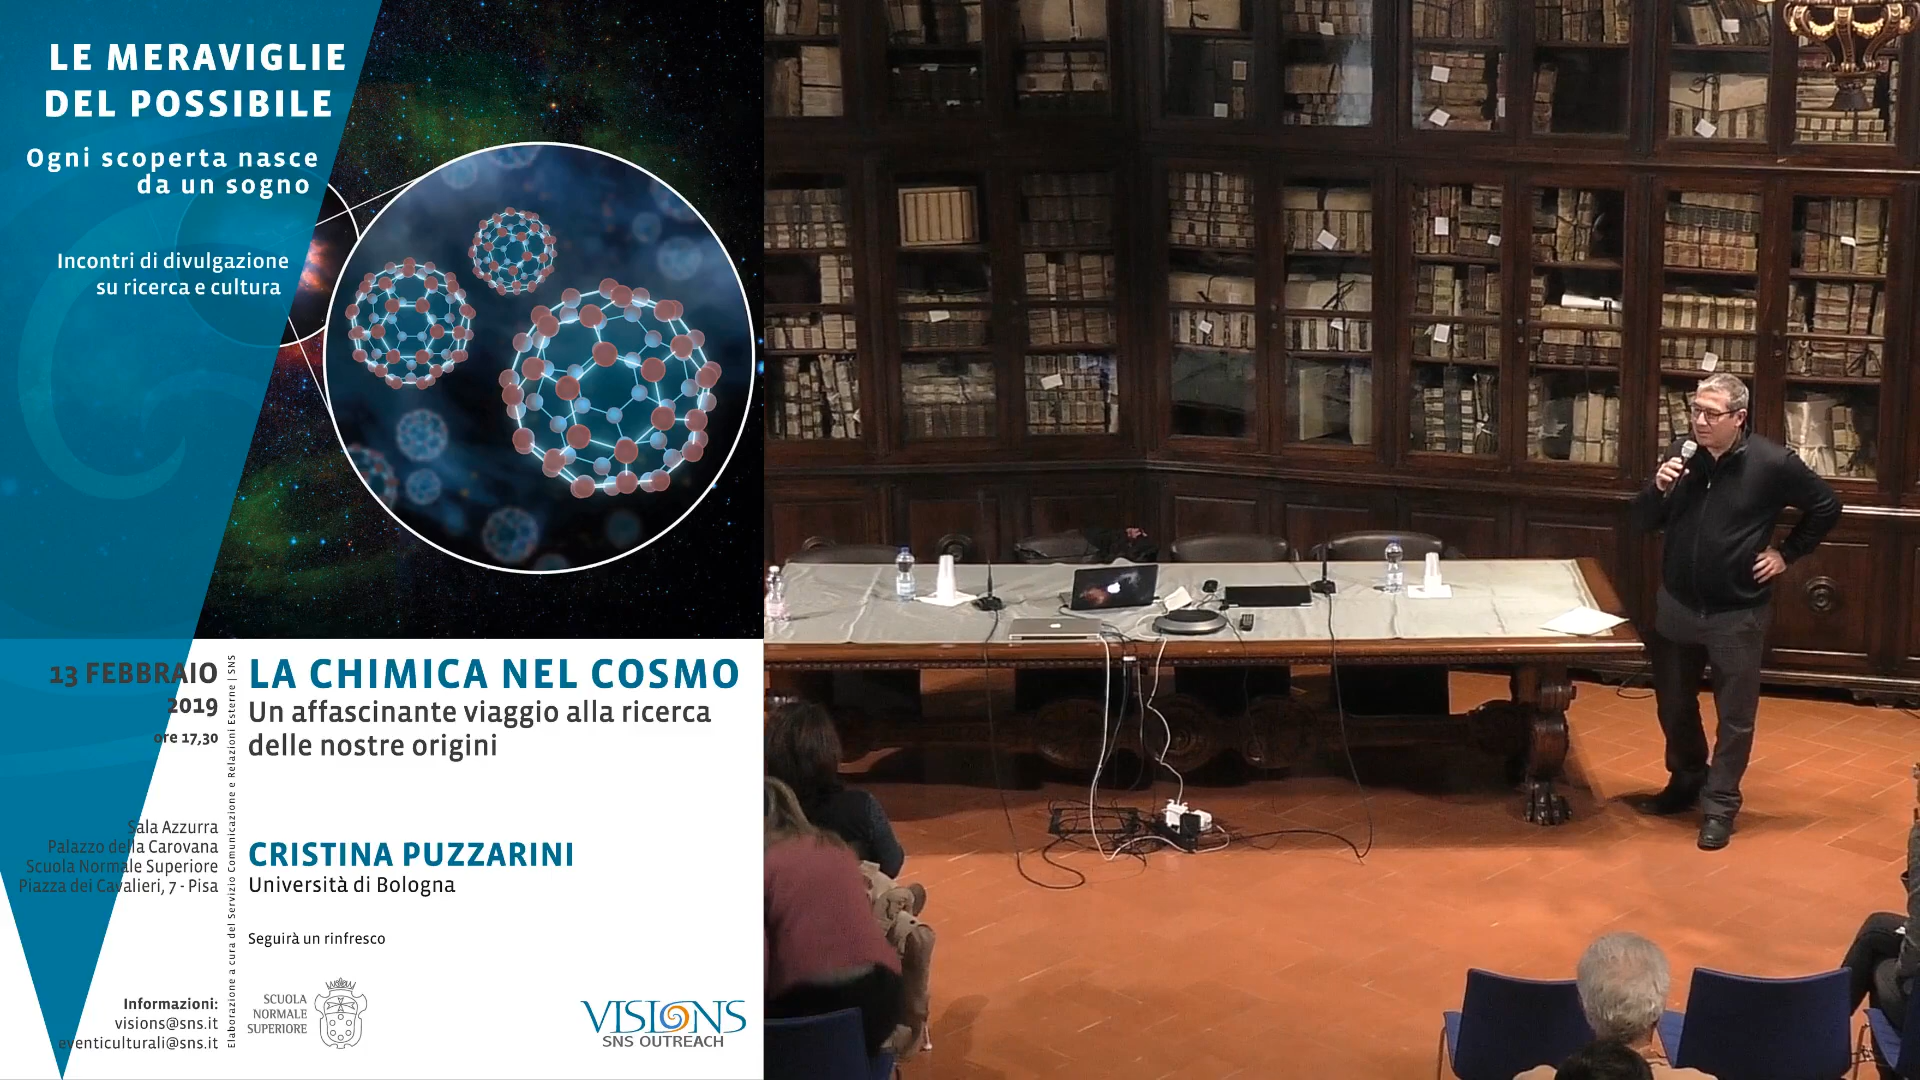 LE MERAVIGLIE
DEL POSSIBILE
Ogni scoperta nasce
da un sogno
Incontri di divulgazione
su ricerca e cultura
13 FEBBRAIO
2019
ore 17,30
Sala Azzurra
Palazzo della Carovana
Scuola Normale Superiore
Piazza dei Cavalieri, 7 - Pisa
Informazioni:
visions@sns.it
eventiculturali@sns.it
Elaborazione a cura del Servizio Comunicazione e Relazioni Esterne | SNS
LA CHIMICA NEL COSMO
Un affascinante viaggio alla ricerca
delle nostre origini
CRISTINA PUZZARINI
Università di Bologna
Seguirà un rinfresco
SCUOLA
NORMALE
SUPERIORE
VISIONS
SNS OUTREACH